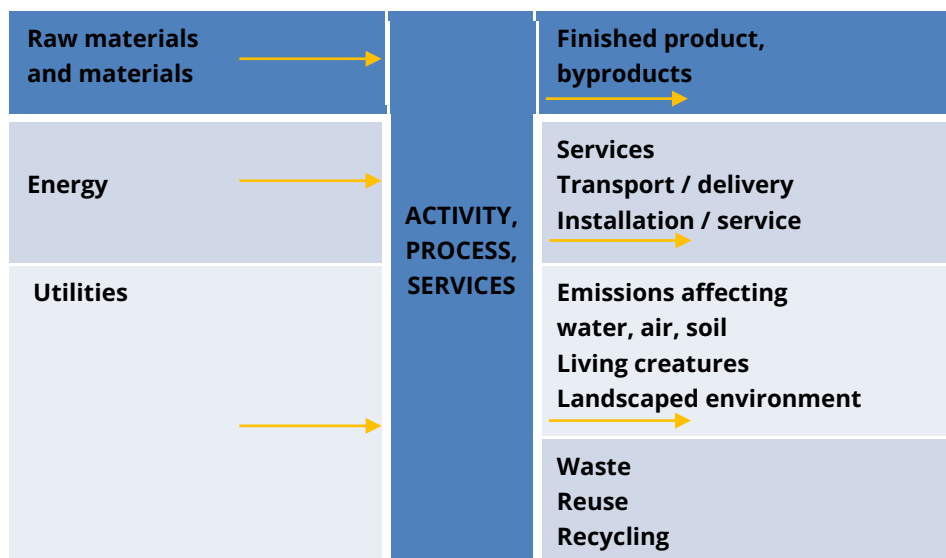 Raw materials
and materials
Finished product,
byproducts
Energy
ACTIVITY,
PROCESS,
SERVICES
Services
Transport / delivery
Installation / service
Utilities
Emissions affecting
water, air, soil
Living creatures
Landscaped environment
Waste
Reuse
Recycling